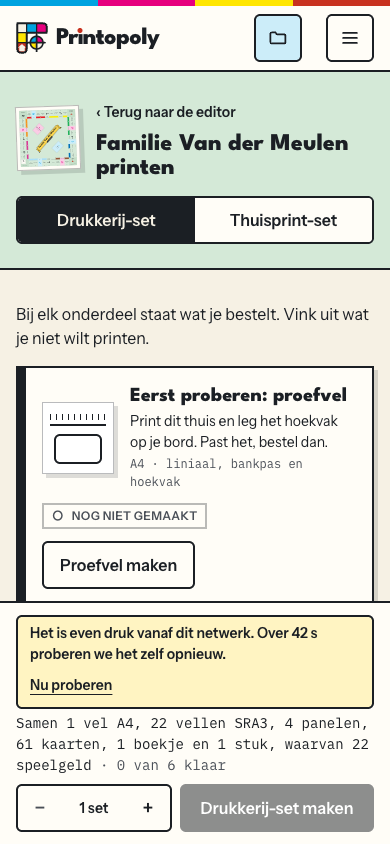 Printopoly
‹ Terug naar de editor
Familie Van der Meulen
printen
Drukkerij-set
Thuisprint-set
Bij elk onderdeel staat wat je bestelt. Vink uit wat
je niet wilt printen.
Eerst proberen: proefvel
Print dit thuis en leg het hoekvak
op je bord. Past het, bestel dan.
A4 · liniaal, bankpas en
hoekvak
NOG NIET GEMAAKT
Proefvel maken
Het is even druk vanaf dit netwerk. Over 42 s
proberen we het zelf opnieuw.
Nu proberen
Samen 1 vel A4, 22 vellen SRA3, 4 panelen,
61 kaarten, 1 boekje en 1 stuk, waarvan 22
speelgeld · 0 van 6 klaar
− 1 set +
Drukkerij-set maken